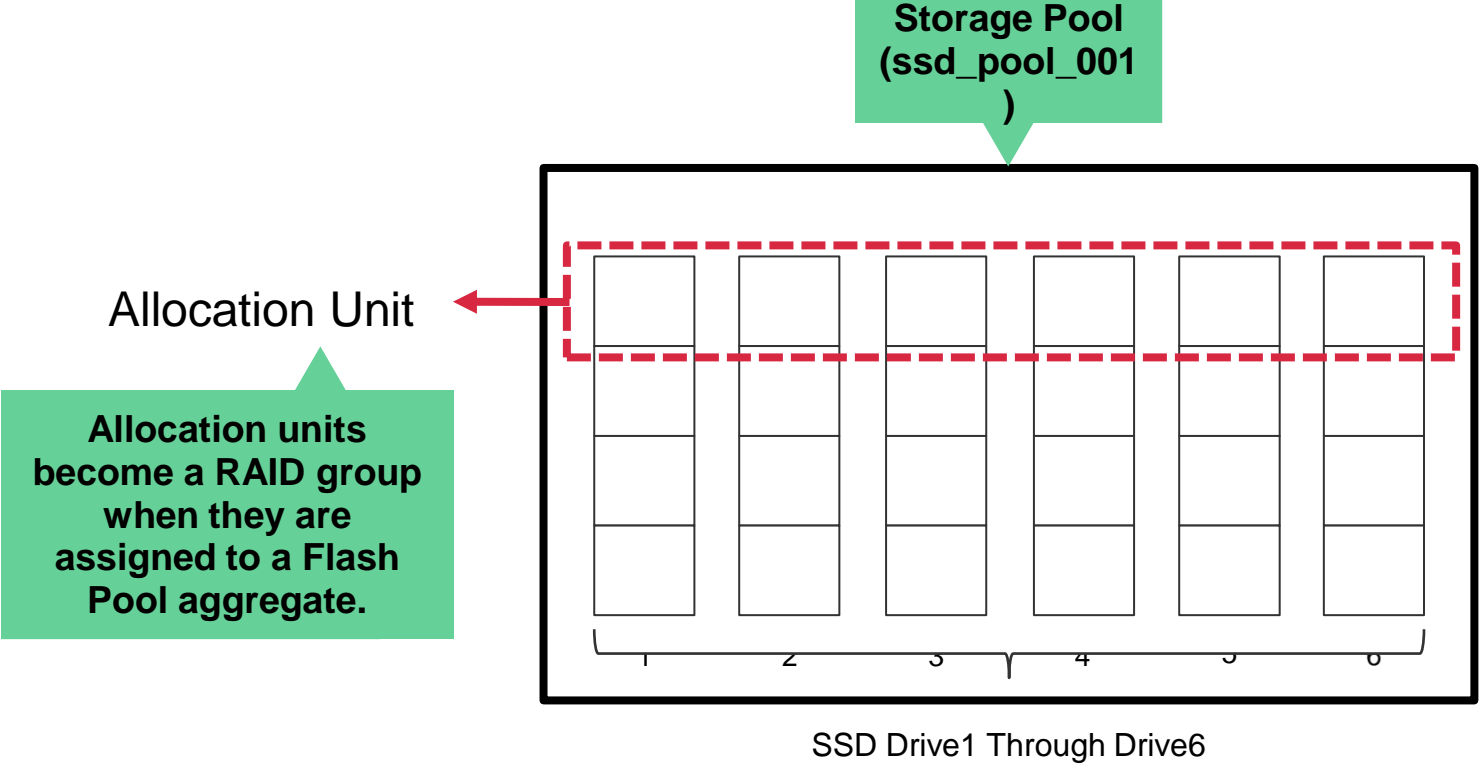 Storage Pool
(ssd_pool_001
)
Allocation Unit
Allocation units
become a RAID group
when they are
assigned to a Flash
Pool aggregate.
1 2 3 4 5 6
SSD Drive1 Through Drive6